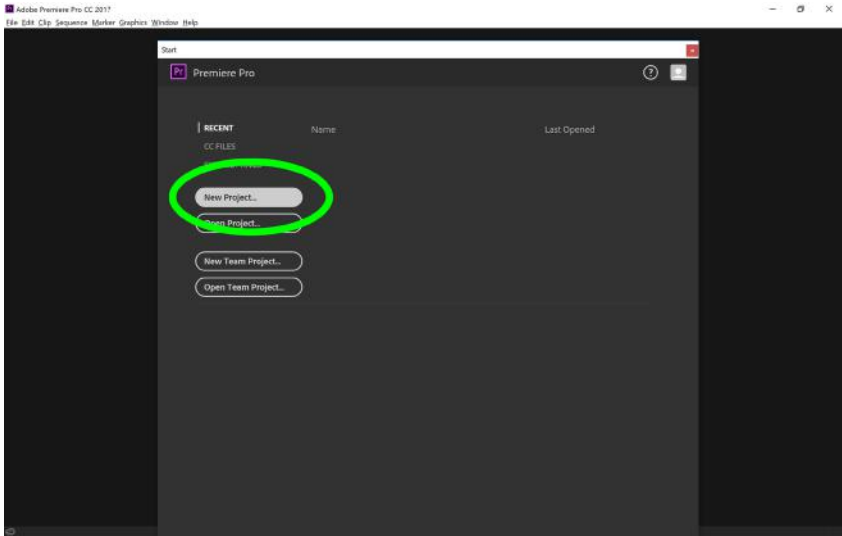 Adobe Premiere Pro CC 2017
File Edit Clip Sequence Marker Graphics Window Help
Start
Pr Premiere Pro
RECENT Name Last Opened
CC FILES
New Project...
Open Project...
New Team Project...
Open Team Project...